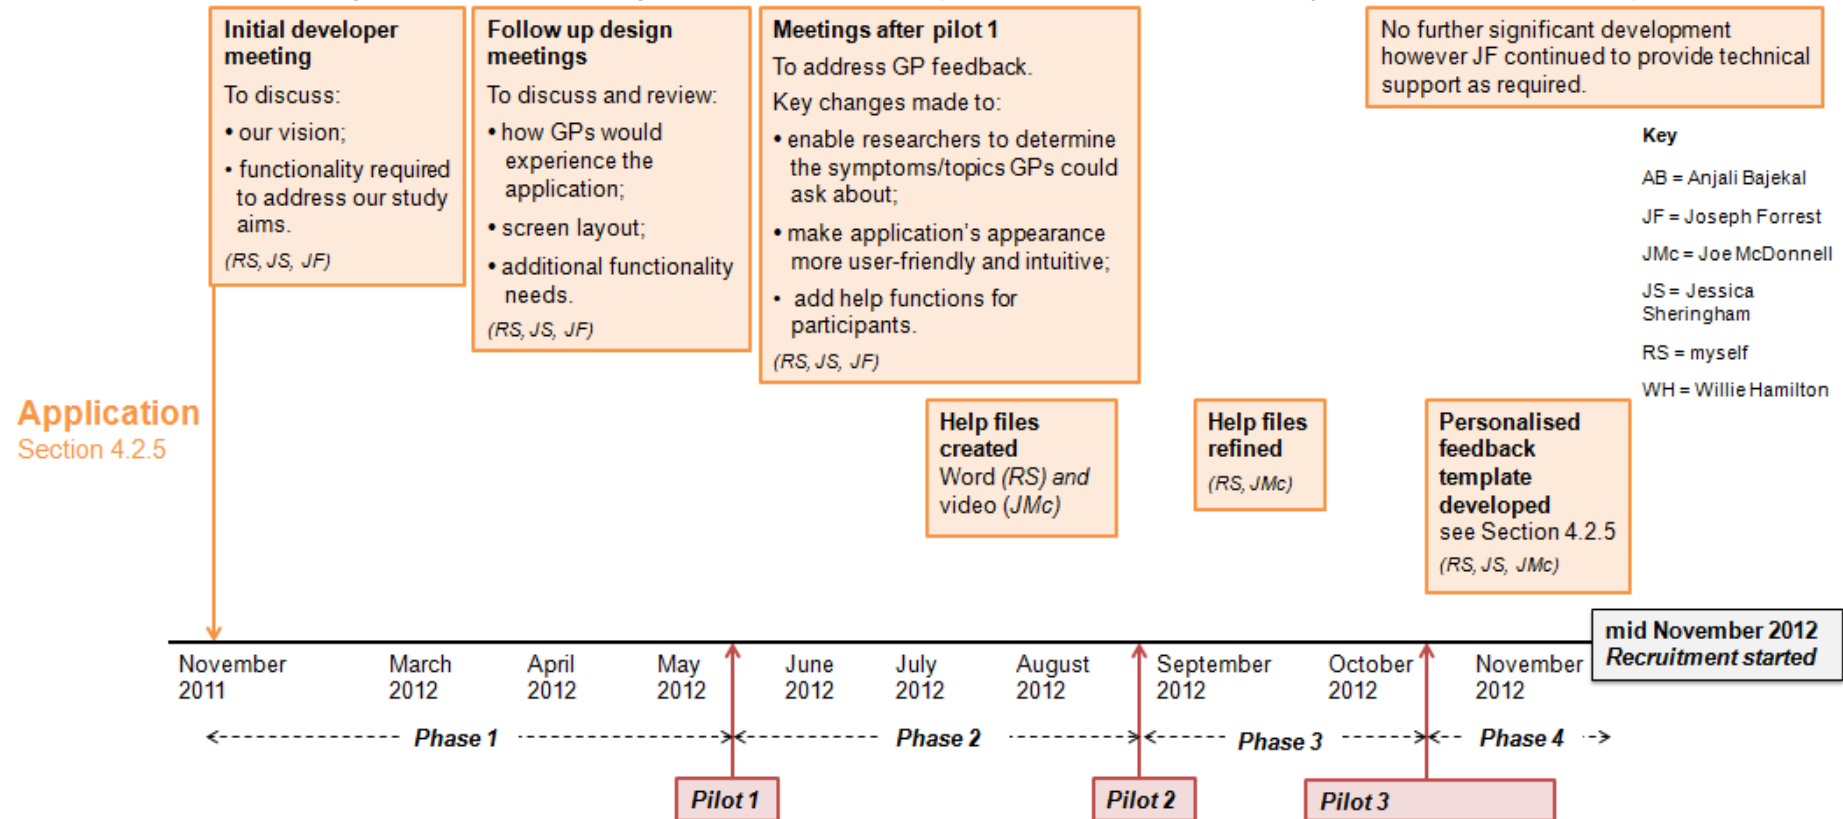 Initial developer
meeting
To discuss:
• our vision;
• functionality required
to address our study
aims.
(RS, JS, JF)
Follow up design
meetings
To discuss and review:
• how GPs would
experience the
application;
• screen layout;
• additional functionality
needs.
(RS, JS, JF)
Meetings after pilot 1
To address GP feedback.
Key changes made to:
• enable researchers to determine
the symptoms/topics GPs could
ask about;
• make application's appearance
more user-friendly and intuitive;
• add help functions for
participants.
(RS, JS, JF)
No further significant development
however JF continued to provide technical
support as required.
Key
AB = Anjali Bajekal
JF = Joseph Forrest
JMc = Joe McDonnell
JS = Jessica
Sheringham
RS = myself
WH = Willie Hamilton
Application
Section 4.2.5
Help files
created
Word (RS) and
video (JMc)
Help files
refined
(RS, JMc)
Personalised
feedback
template
developed
see Section 4.2.5
(RS, JS, JMc)
mid November 2012
Recruitment started
November
2011
March
2012
April
2012
May
2012
June
2012
July
2012
August
2012
September
2012
October
2012
November
2012
Phase 1
Phase 2
Phase 3
Phase 4
Pilot 1
Pilot 2
Pilot 3